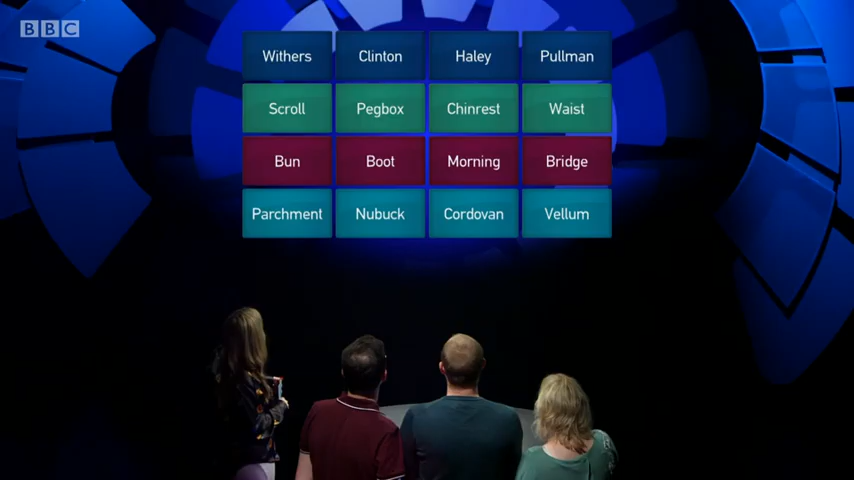 BBC
Withers Clinton Haley Pullman
Scroll Pegbox Chinrest Waist
Bun Boot Morning Bridge
Parchment Nubuck Cordovan Vellum